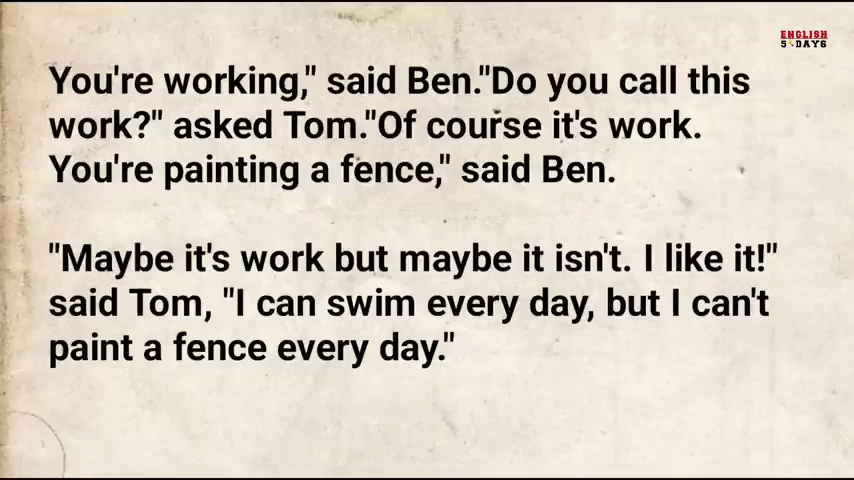 ENGLISH
5 DAYS
You're working," said Ben."Do you call this
work?" asked Tom."Of course it's work.
You're painting a fence," said Ben.
"Maybe it's work but maybe it isn't. I like it!"
said Tom, "I can swim every day, but I can't
paint a fence every day."